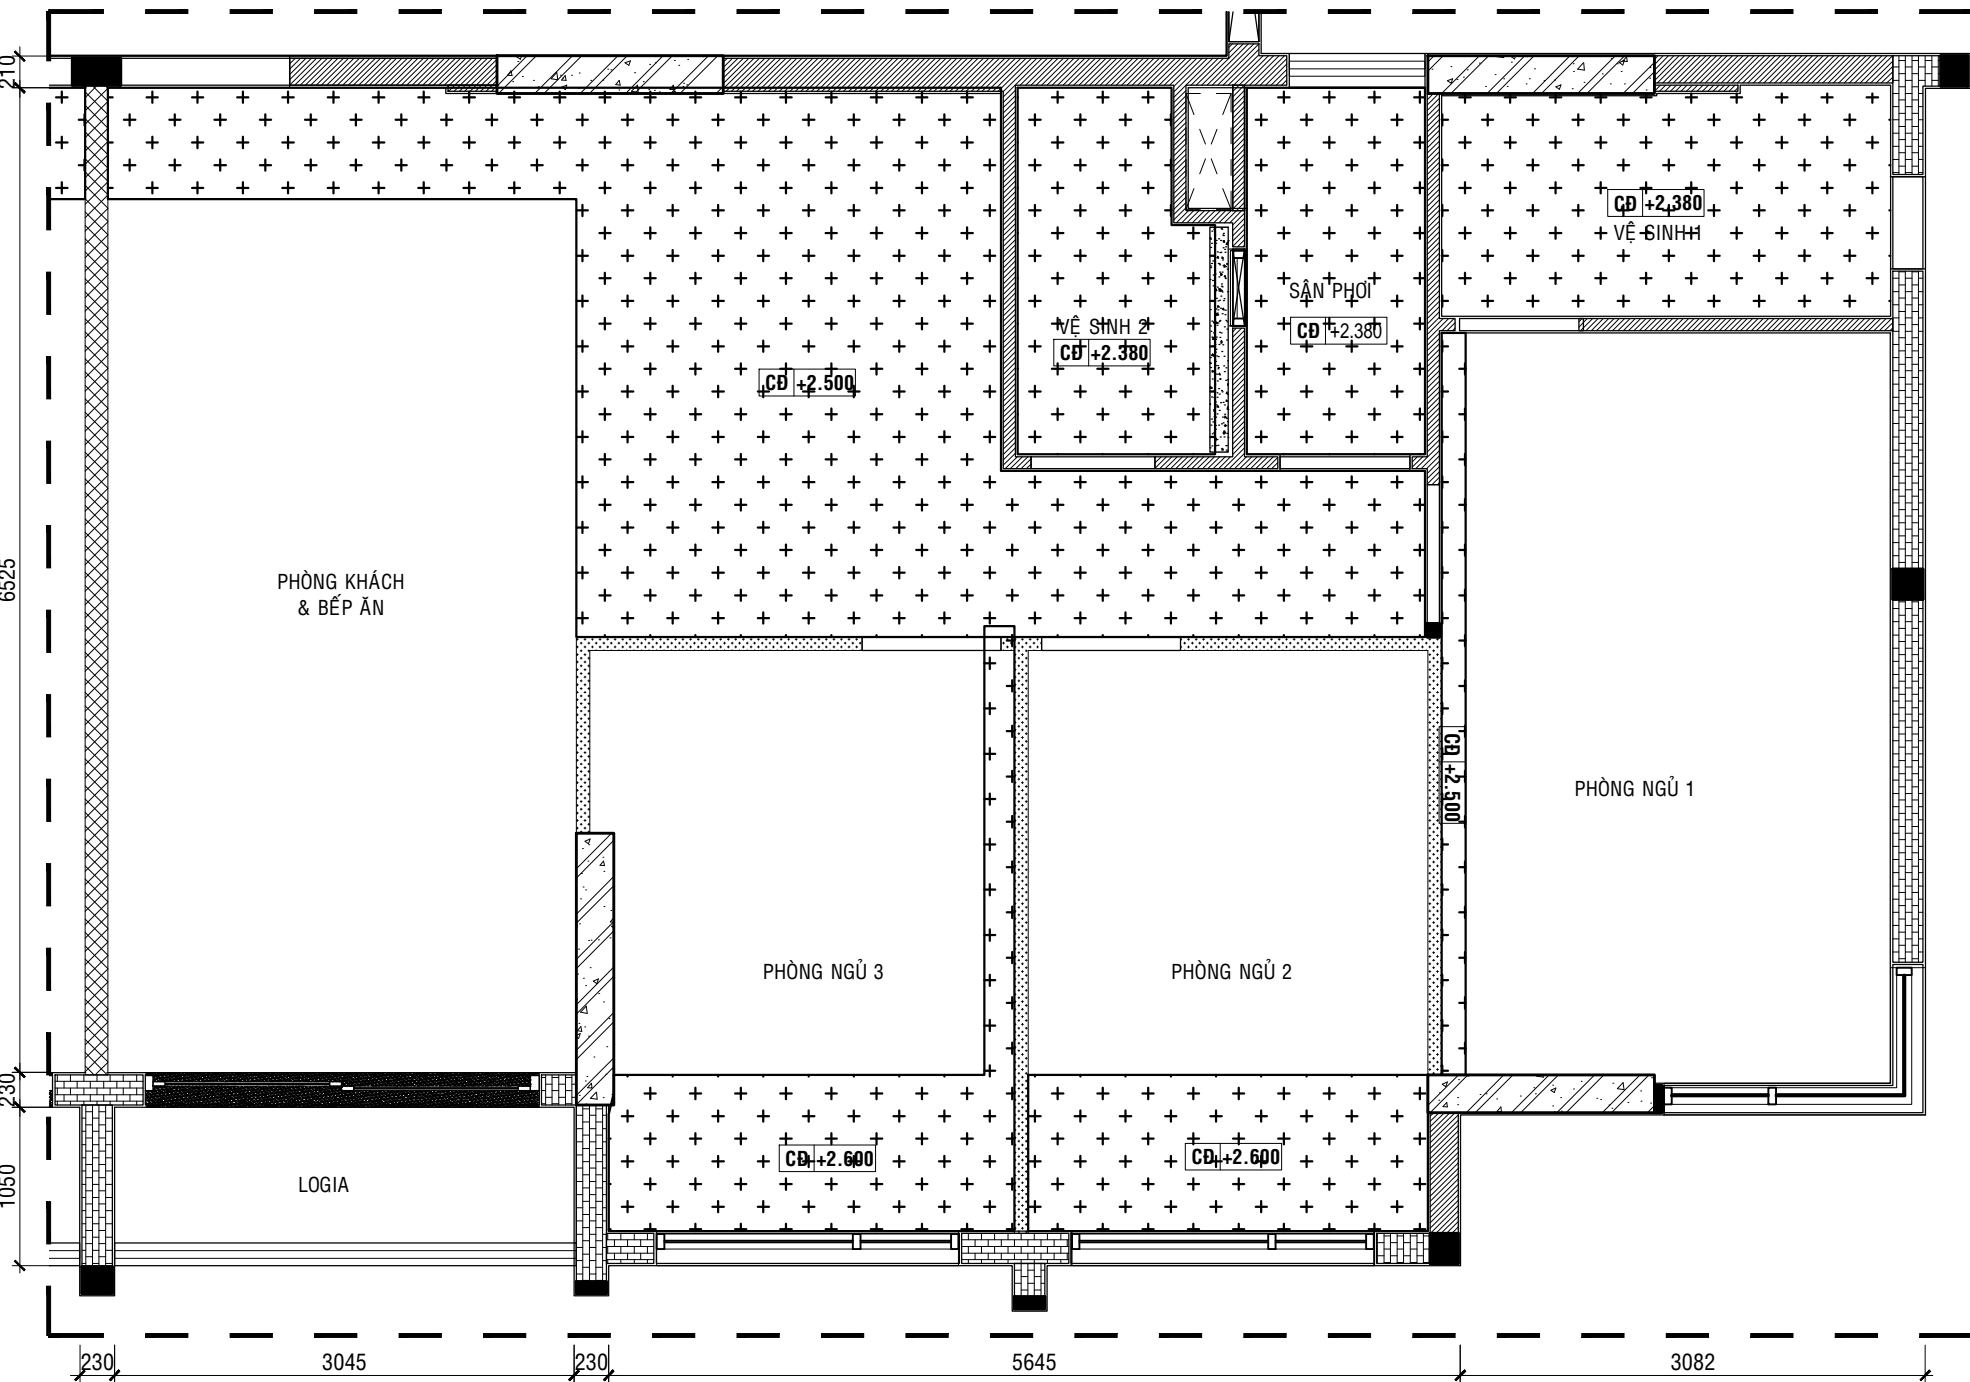 210
CĐ +2.380
VỆ SINH 1
SÂN PHƠI
CĐ +2.380
VỆ SINH 2
CĐ +2.380
CĐ +2.500
6525
PHÒNG KHÁCH
& BẾP ĂN
CĐ +2.500
PHÒNG NGỦ 1
PHÒNG NGỦ 3
PHÒNG NGỦ 2
230
CĐ +2.600
CĐ +2.600
1050
LOGIA
230
3045
230
5645
3082